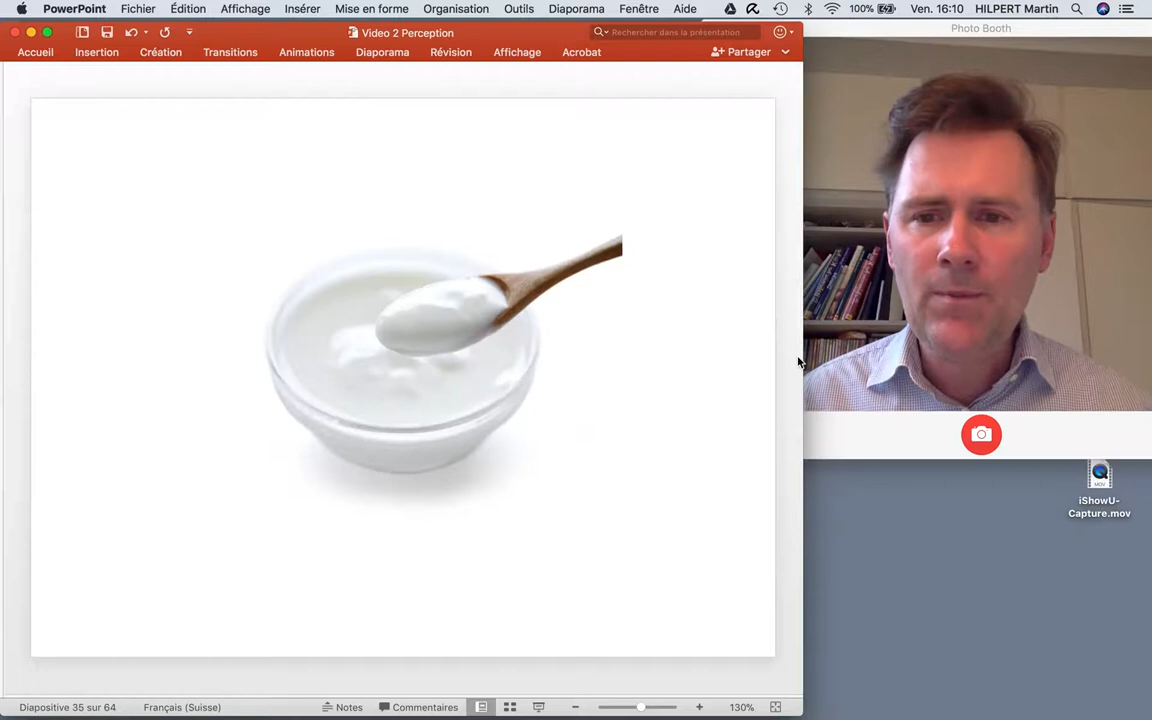 PowerPoint Fichier Édition Affichage Insérer Mise en forme Organisation Outils Diaporama Fenêtre Aide 100% Ven. 16:10 HILPERT Martin
Video 2 Perception
Rechercher dans la présentation
Photo Booth
Accueil Insertion Création Transitions Animations Diaporama Révision Affichage Acrobat Partager
MOV
iShowU-
Capture.mov
Diapositive 35 sur 64 Français (Suisse) Notes Commentaires 130%